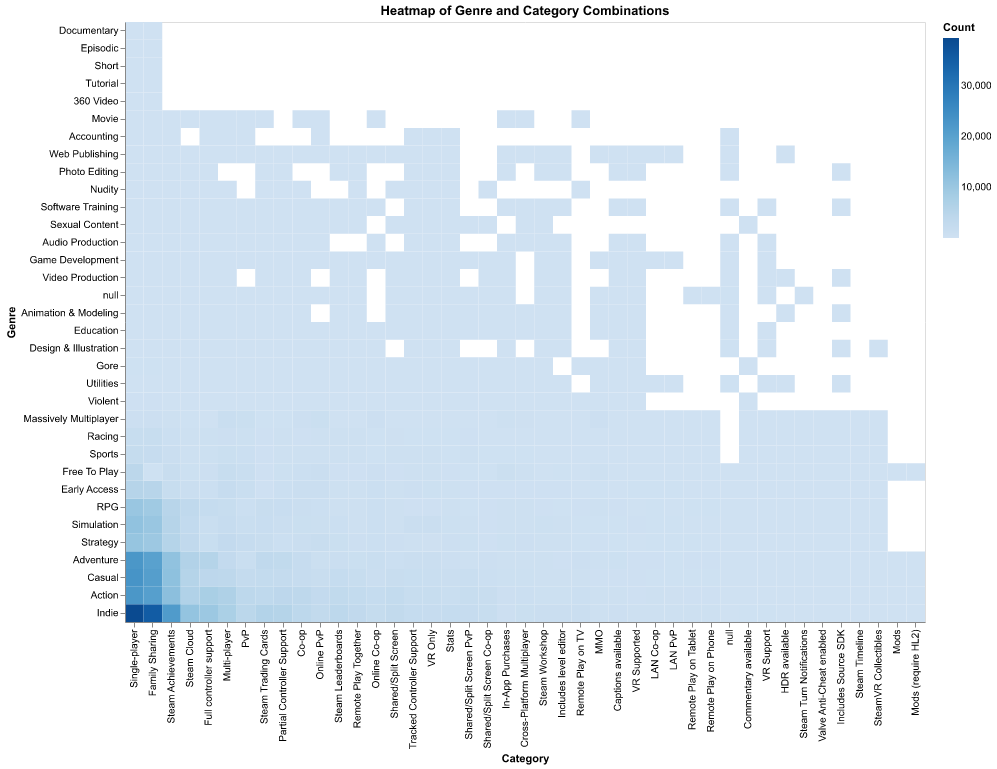 Heatmap of Genre and Category Combinations
Count
30,000
20,000
10,000
Genre
Documentary
Episodic
Short
Tutorial
360 Video
Movie
Accounting
Web Publishing
Photo Editing
Nudity
Software Training
Sexual Content
Audio Production
Game Development
Video Production
null
Animation & Modeling
Education
Design & Illustration
Gore
Utilities
Violent
Massively Multiplayer
Racing
Sports
Free To Play
Early Access
RPG
Simulation
Strategy
Adventure
Casual
Action
Indie
Single-player
Family Sharing
Steam Achievements
Steam Cloud
Full controller support
Multi-player
PvP
Steam Trading Cards
Partial Controller Support
Co-op
Online PvP
Steam Leaderboards
Remote Play Together
Online Co-op
Shared/Split Screen
Tracked Controller Support
VR Only
Stats
Shared/Split Screen PvP
Shared/Split Screen Co-op
In-App Purchases
Cross-Platform Multiplayer
Steam Workshop
Includes level editor
Remote Play on TV
MMO
Captions available
VR Supported
LAN Co-op
LAN PvP
Remote Play on Tablet
Remote Play on Phone
null
Commentary available
VR Support
HDR available
Steam Turn Notifications
Valve Anti-Cheat enabled
Includes Source SDK
Steam Timeline
SteamVR Collectibles
Mods
Mods (require HL2)
Category